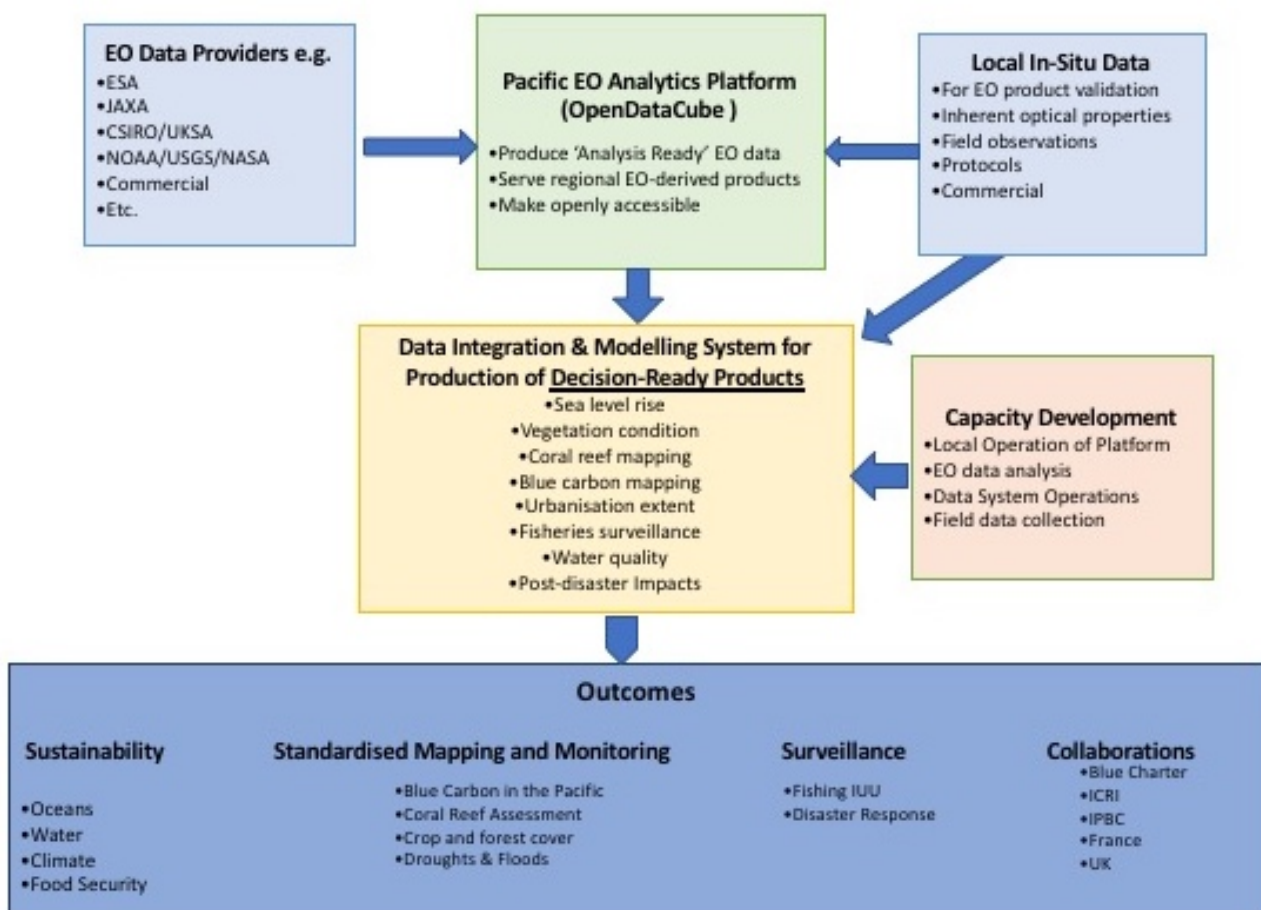 EO Data Providers e.g.
•ESA
•JAXA
•CSIRO/UKSA
•NOAA/USGS/NASA
•Commercial
•Etc.
Pacific EO Analytics Platform
(OpenDataCube )
•Produce ‘Analysis Ready’ EO data
•Serve regional EO-derived products
•Make openly accessible
Local In-Situ Data
•For EO product validation
•Inherent optical properties
•Field observations
•Protocols
•Commercial
Data Integration & Modelling System for
Production of Decision-Ready Products
•Sea level rise
•Vegetation condition
•Coral reef mapping
•Blue carbon mapping
•Urbanisation extent
•Fisheries surveillance
•Water quality
•Post-disaster Impacts
Capacity Development
•Local Operation of Platform
•EO data analysis
•Data System Operations
•Field data collection
Outcomes
Sustainability
•Oceans
•Water
•Climate
•Food Security
Standardised Mapping and Monitoring
•Blue Carbon in the Pacific
•Coral Reef Assessment
•Crop and forest cover
•Droughts & Floods
Surveillance
•Fishing IUU
•Disaster Response
Collaborations
•Blue Charter
•ICRI
•IPBC
•France
•UK